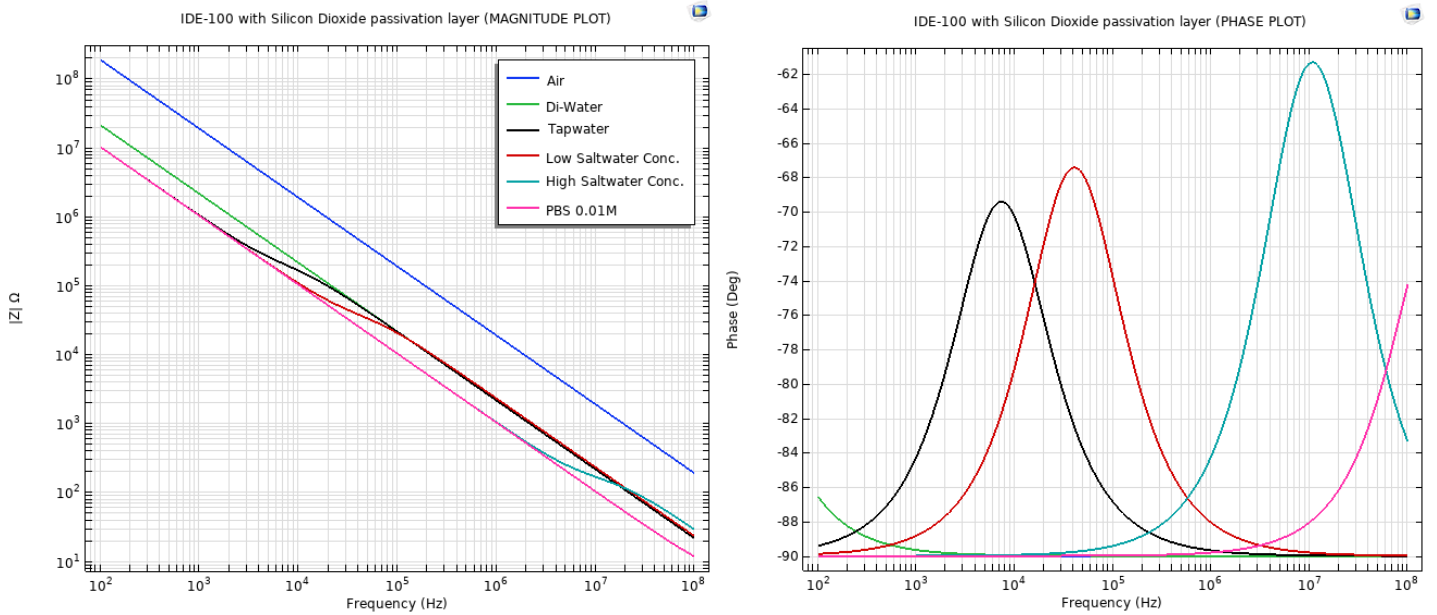 IDE-100 with Silicon Dioxide passivation layer (MAGNITUDE PLOT)
|Z| Ω
10⁸
10⁷
10⁶
10⁵
10⁴
10³
10²
10¹
Air
Di-Water
Tapwater
Low Saltwater Conc.
High Saltwater Conc.
PBS 0.01M
10² 10³ 10⁴ 10⁵ 10⁶ 10⁷ 10⁸
Frequency (Hz)
IDE-100 with Silicon Dioxide passivation layer (PHASE PLOT)
Phase (Deg)
-62
-64
-66
-68
-70
-72
-74
-76
-78
-80
-82
-84
-86
-88
-90
10² 10³ 10⁴ 10⁵ 10⁶ 10⁷ 10⁸
Frequency (Hz)